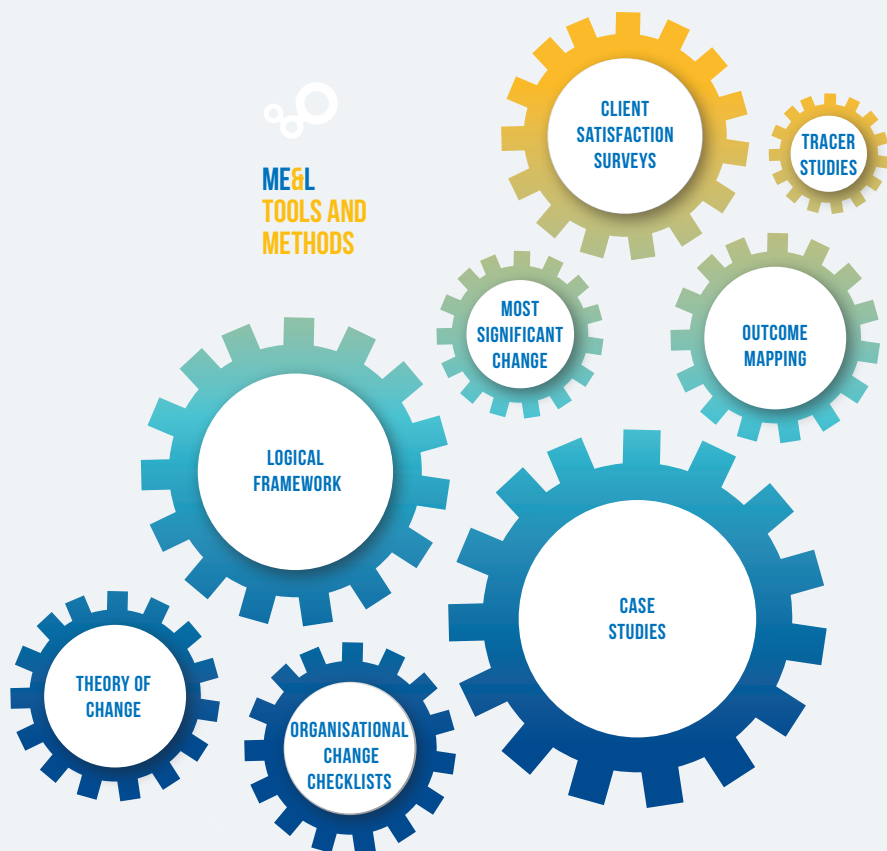 ME&L
TOOLS AND
METHODS
CLIENT
SATISFACTION
SURVEYS
TRACER
STUDIES
MOST
SIGNIFICANT
CHANGE
OUTCOME
MAPPING
LOGICAL
FRAMEWORK
CASE
STUDIES
THEORY OF
CHANGE
ORGANISATIONAL
CHANGE
CHECKLISTS